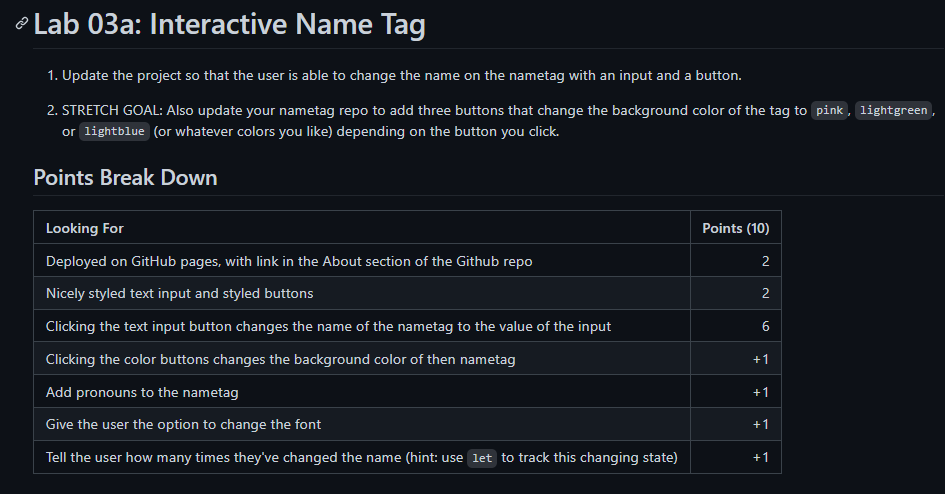 Lab 03a: Interactive Name Tag
1. Update the project so that the user is able to change the name on the nametag with an input and a button.
2. STRETCH GOAL: Also update your nametag repo to add three buttons that change the background color of the tag to pink, lightgreen,
or lightblue (or whatever colors you like) depending on the button you click.
Points Break Down
Looking For Points (10)
Deployed on GitHub pages, with link in the About section of the Github repo 2
Nicely styled text input and styled buttons 2
Clicking the text input button changes the name of the nametag to the value of the input 6
Clicking the color buttons changes the background color of then nametag +1
Add pronouns to the nametag +1
Give the user the option to change the font +1
Tell the user how many times they've changed the name (hint: use let to track this changing state) +1